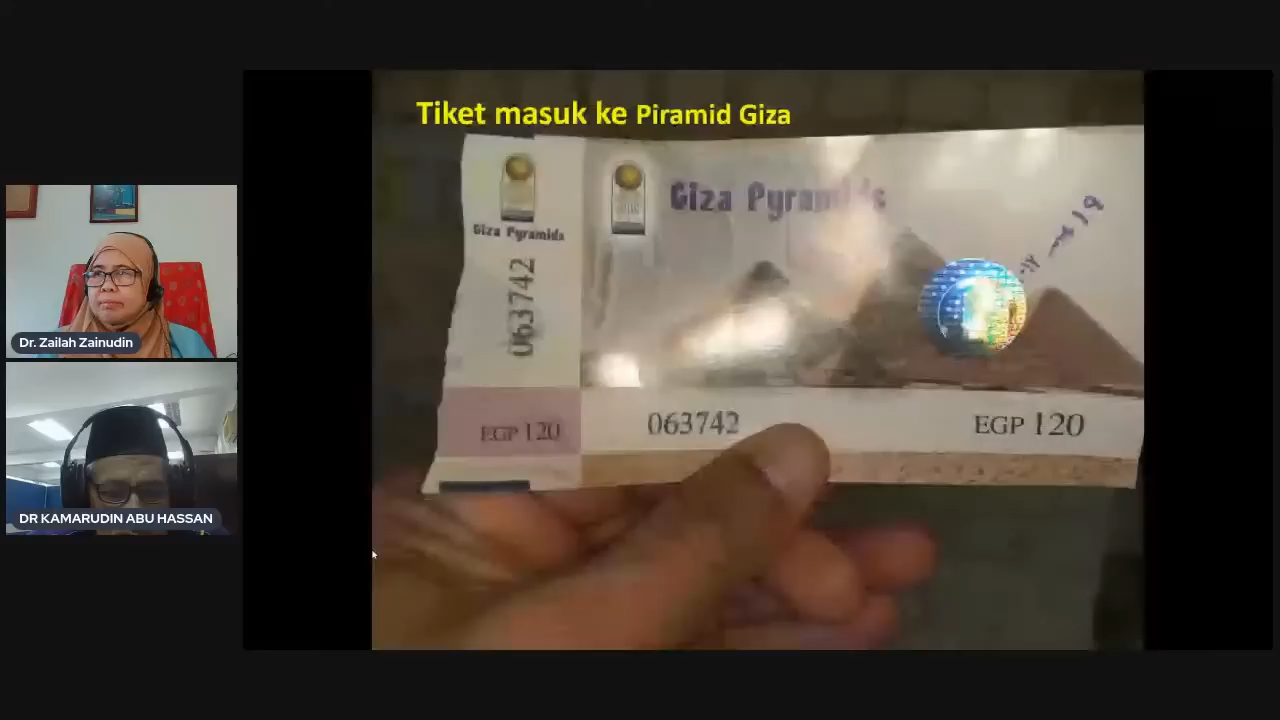 Tiket masuk ke Piramid Giza
Giza Pyramids
Giza Pyramids
063742
EGP 120
063742
EGP 120
Dr. Zailah Zainudin
DR KAMARUDIN ABU HASSAN